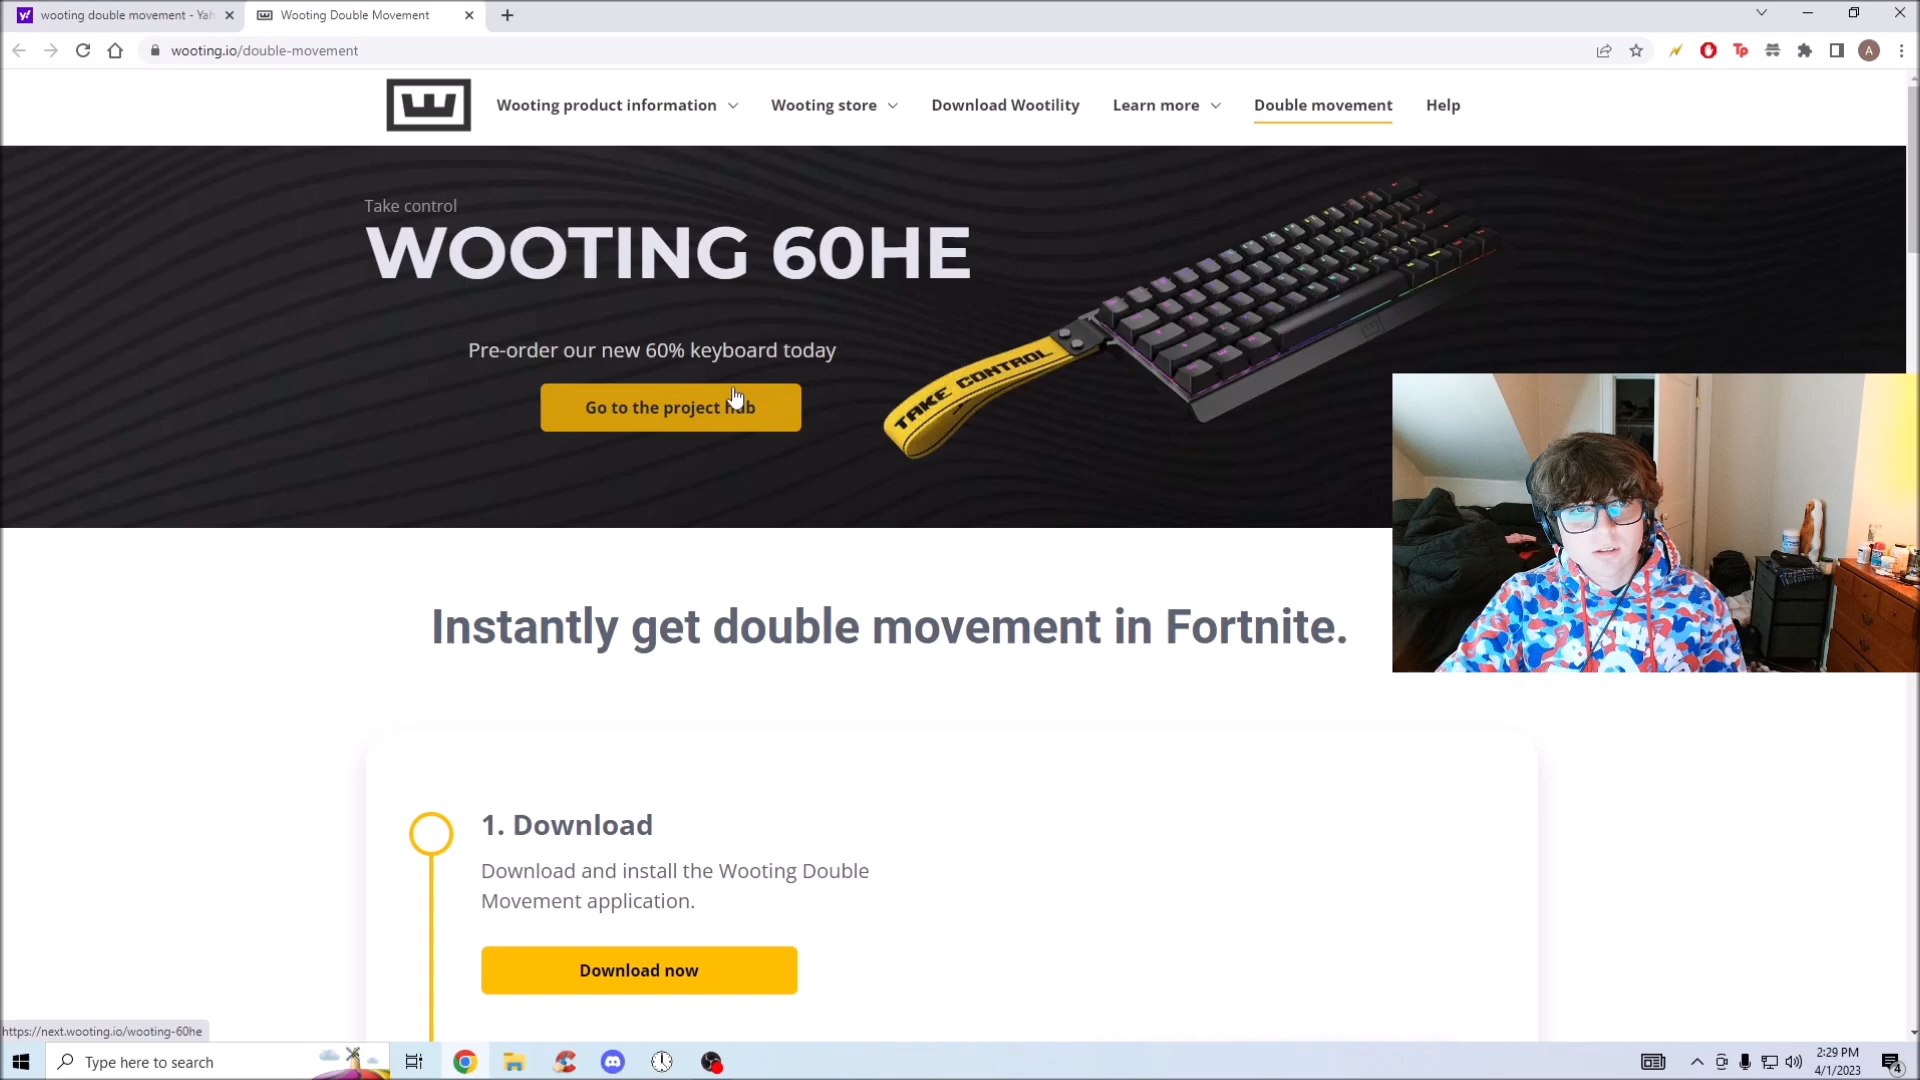 wooting double movement - Yah
Wooting Double Movement
wooting.io/double-movement
Tp
A
Wooting product information
Wooting store
Download Wootility
Learn more
Double movement
Help
Take control
WOOTING 60HE
Pre-order our new 60% keyboard today
Go to the project hub
TAKE CONTROL
Instantly get double movement in Fortnite.
1. Download
Download and install the Wooting Double
Movement application.
Download now
https://next.wooting.io/wooting-60he
Type here to search
2:29 PM
4/1/2023
4